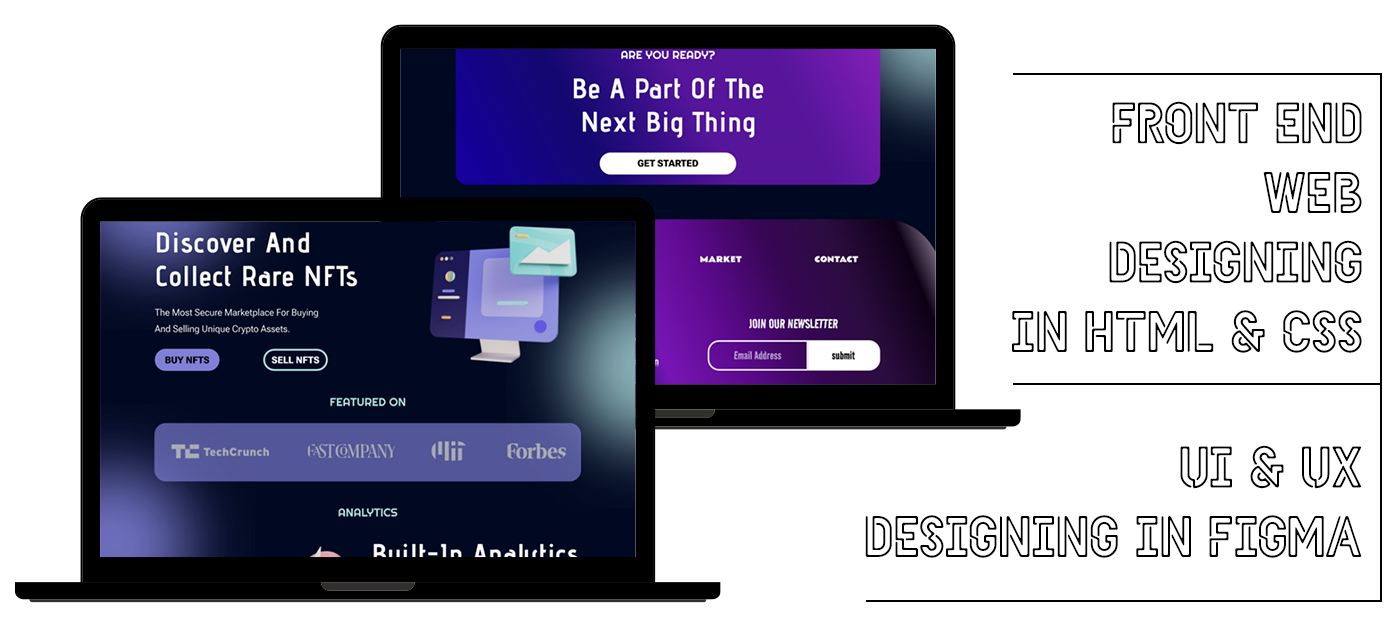 ARE YOU READY?
Be A Part Of The
Next Big Thing
GET STARTED
MARKET CONTACT
JOIN OUR NEWSLETTER
Email Address submit
Discover And
Collect Rare NFTs
The Most Secure Marketplace For Buying
And Selling Unique Crypto Assets.
BUY NFTS SELL NFTS
FEATURED ON
TechCrunch FAST COMPANY Forbes
ANALYTICS
Built-In Analytics
FRONT END
WEB
DESIGNING
IN HTML & CSS
UI & UX
DESIGNING IN FIGMA